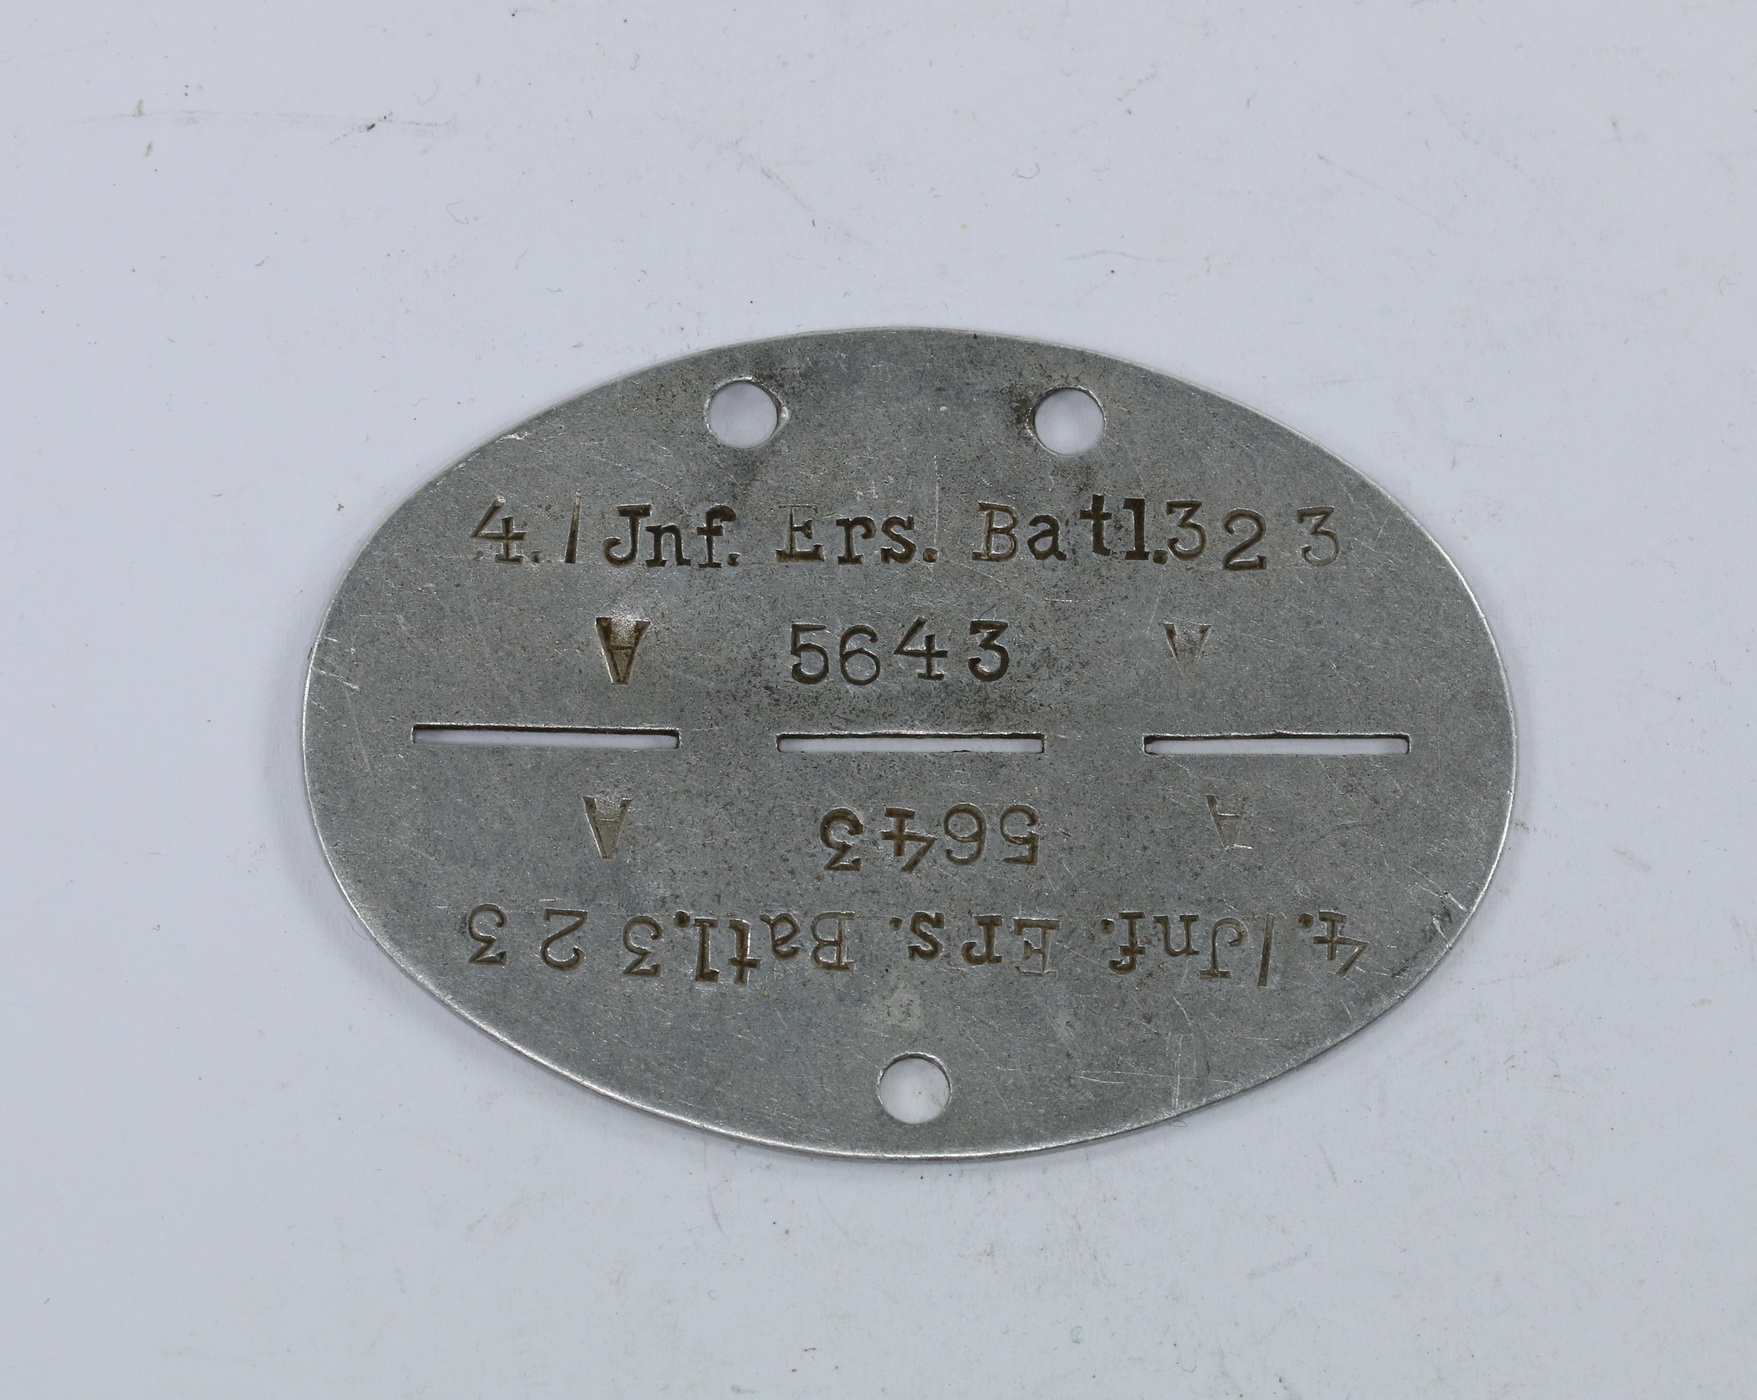 4./Jnf. Ers. Batl.323
A 5643 A
A 5643 A
4./Jnf. Ers. Batl.323